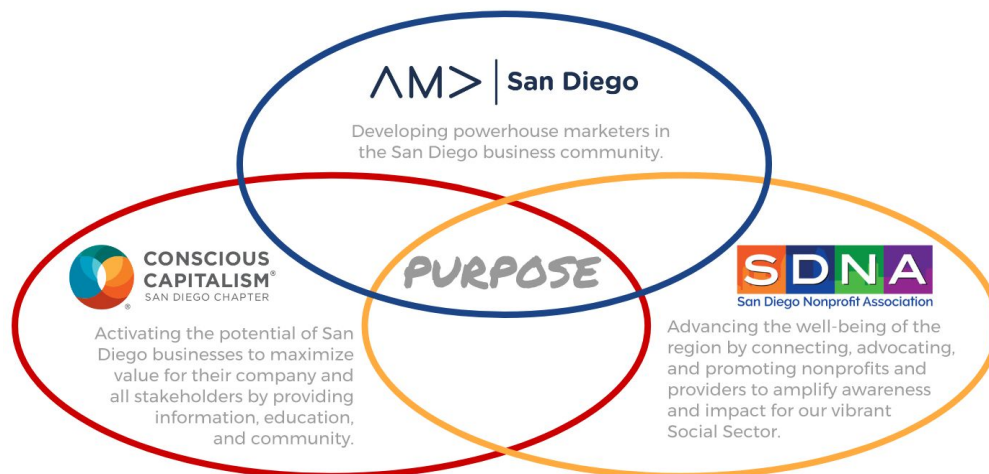 AMA | San Diego
Developing powerhouse marketers in
the San Diego business community.
CONSCIOUS
CAPITALISM®
SAN DIEGO CHAPTER
®
Activating the potential of San
Diego businesses to maximize
value for their company and
all stakeholders by providing
information, education,
and community.
PURPOSE
SDNA
San Diego Nonprofit Association
Advancing the well-being of the
region by connecting, advocating,
and promoting nonprofits and
providers to amplify awareness
and impact for our vibrant
Social Sector.